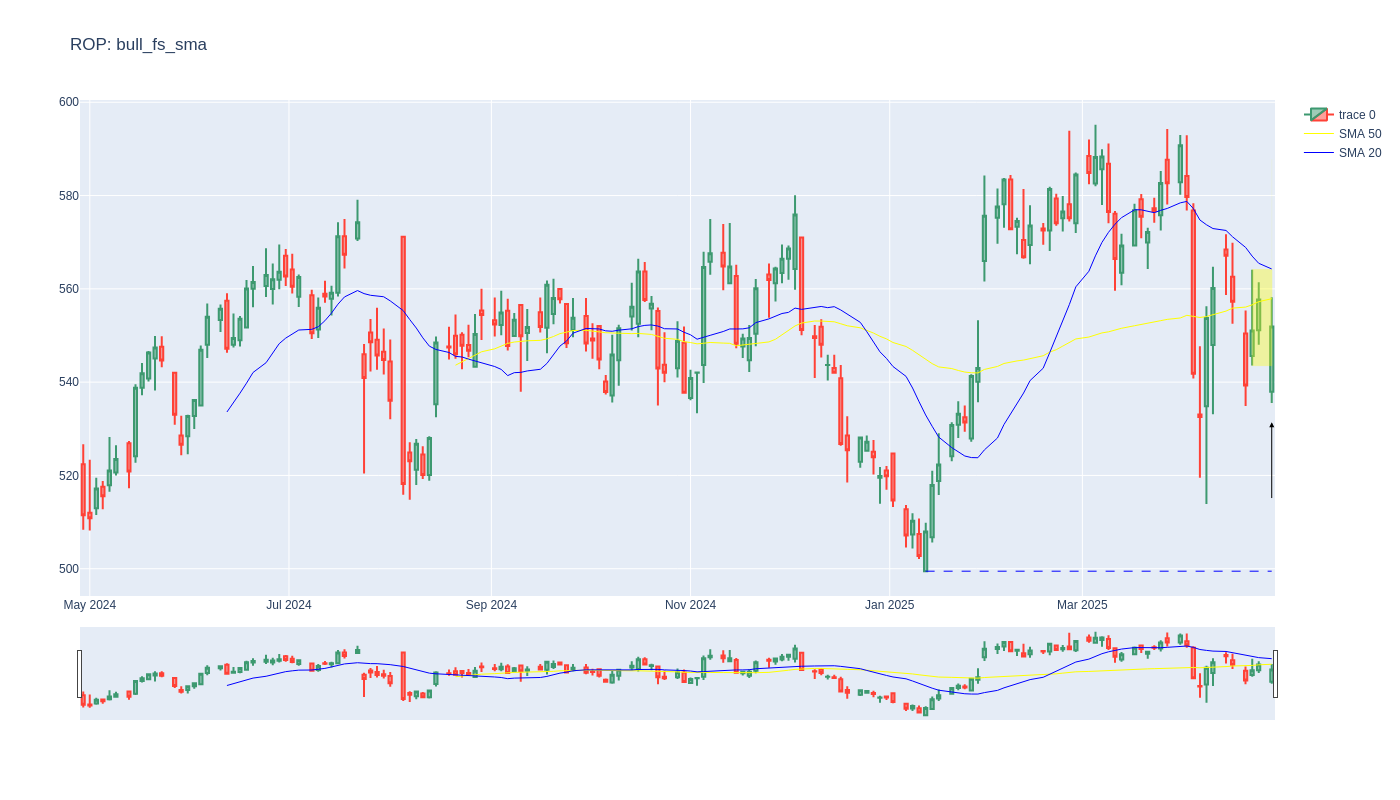 ROP: bull_fs_sma
600
580
560
540
520
500
May 2024
Jul 2024
Sep 2024
Nov 2024
Jan 2025
Mar 2025
trace 0
SMA 50
SMA 20